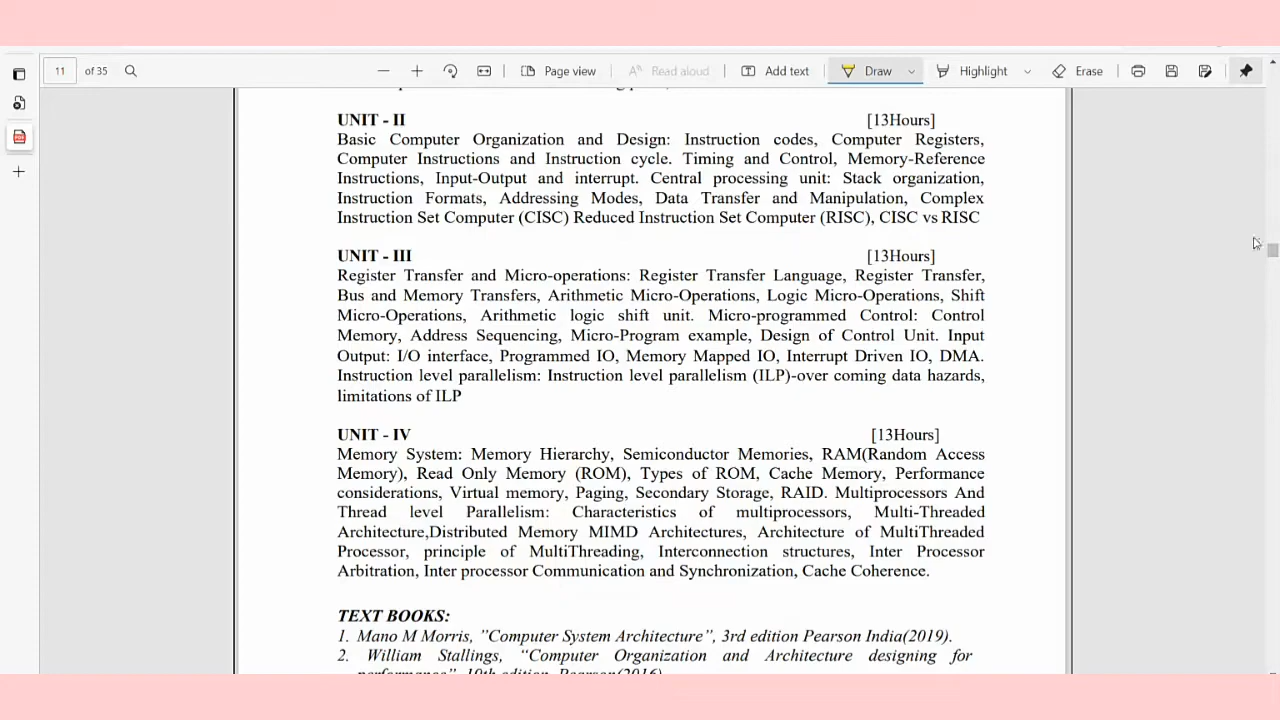 11 of 35 Page view Read aloud Add text Draw Highlight Erase
UNIT - II [13Hours]
Basic Computer Organization and Design: Instruction codes, Computer Registers,
Computer Instructions and Instruction cycle. Timing and Control, Memory-Reference
Instructions, Input-Output and interrupt. Central processing unit: Stack organization,
Instruction Formats, Addressing Modes, Data Transfer and Manipulation, Complex
Instruction Set Computer (CISC) Reduced Instruction Set Computer (RISC), CISC vs RISC
UNIT - III [13Hours]
Register Transfer and Micro-operations: Register Transfer Language, Register Transfer,
Bus and Memory Transfers, Arithmetic Micro-Operations, Logic Micro-Operations, Shift
Micro-Operations, Arithmetic logic shift unit. Micro-programmed Control: Control
Memory, Address Sequencing, Micro-Program example, Design of Control Unit. Input
Output: I/O interface, Programmed IO, Memory Mapped IO, Interrupt Driven IO, DMA.
Instruction level parallelism: Instruction level parallelism (ILP)-over coming data hazards,
limitations of ILP
UNIT - IV [13Hours]
Memory System: Memory Hierarchy, Semiconductor Memories, RAM(Random Access
Memory), Read Only Memory (ROM), Types of ROM, Cache Memory, Performance
considerations, Virtual memory, Paging, Secondary Storage, RAID. Multiprocessors And
Thread level Parallelism: Characteristics of multiprocessors, Multi-Threaded
Architecture,Distributed Memory MIMD Architectures, Architecture of MultiThreaded
Processor, principle of MultiThreading, Interconnection structures, Inter Processor
Arbitration, Inter processor Communication and Synchronization, Cache Coherence.
TEXT BOOKS:
1. Mano M Morris, ”Computer System Architecture”, 3rd edition Pearson India(2019).
2. William Stallings, “Computer Organization and Architecture designing for